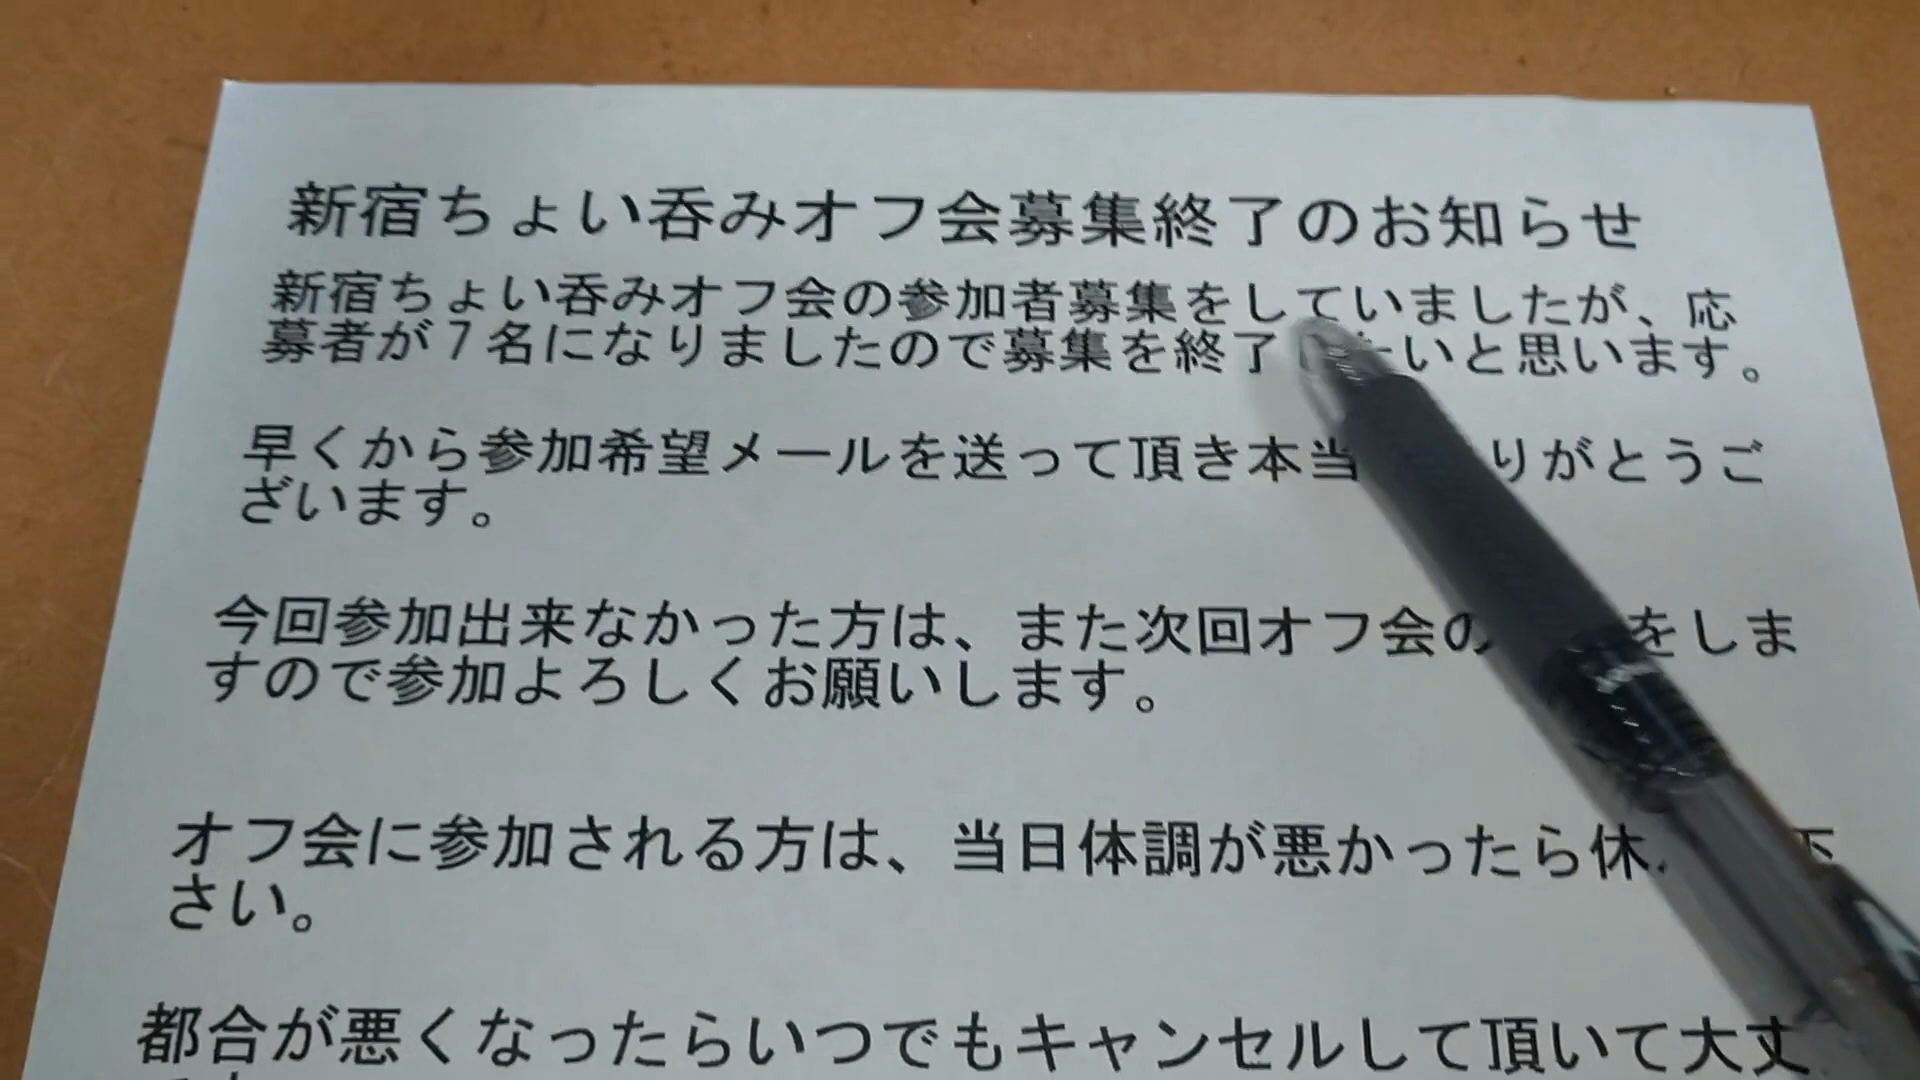 新宿ちょい呑みオフ会募集終了のお知らせ
新宿ちょい呑みオフ会の参加者募集をしていましたが、応
募者が7名になりましたので募集を終了 たいと思います。
早くから参加希望メールを送って頂き本当 りがとうご
ざいます。
今回参加出来なかった方は、また次回オフ会の をしま
すので参加よろしくお願いします。
オフ会に参加される方は、当日体調が悪かったら休 下
さい。
都合が悪くなったらいつでもキャンセルして頂いて大丈